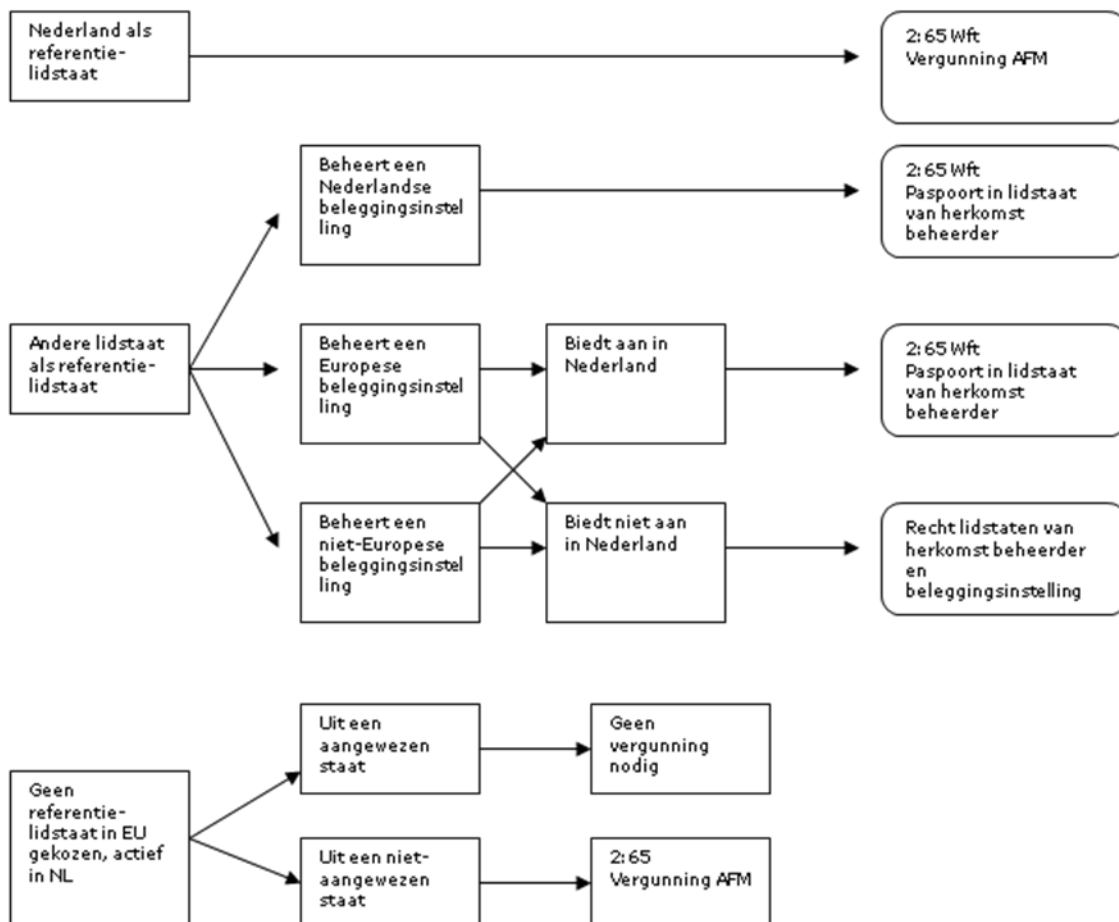 Nederland als
referentie-
lidstaat
2:65 Wft
Vergunning AFM
Beheert een
Nederlandse
beleggingsinstel
ling
2:65 Wft
Paspoort in lidstaat
van herkomst
beheerder
Andere lidstaat
als referentie-
lidstaat
Beheert een
Europese
beleggingsinstel
ling
Biedt aan in
Nederland
2:65 Wft
Paspoort in lidstaat
van herkomst
beheerder
Beheert een
niet-Europese
beleggingsinstel
ling
Biedt niet aan
in Nederland
Recht lidstaten van
herkomst beheerder
en
beleggingsinstelling
Geen
referentie-
lidstaat in EU
gekozen, actief
in NL
Uit een
aangewezen
staat
Geen
vergunning
nodig
Uit een niet-
aangewezen
staat
2:65
Vergunning AFM